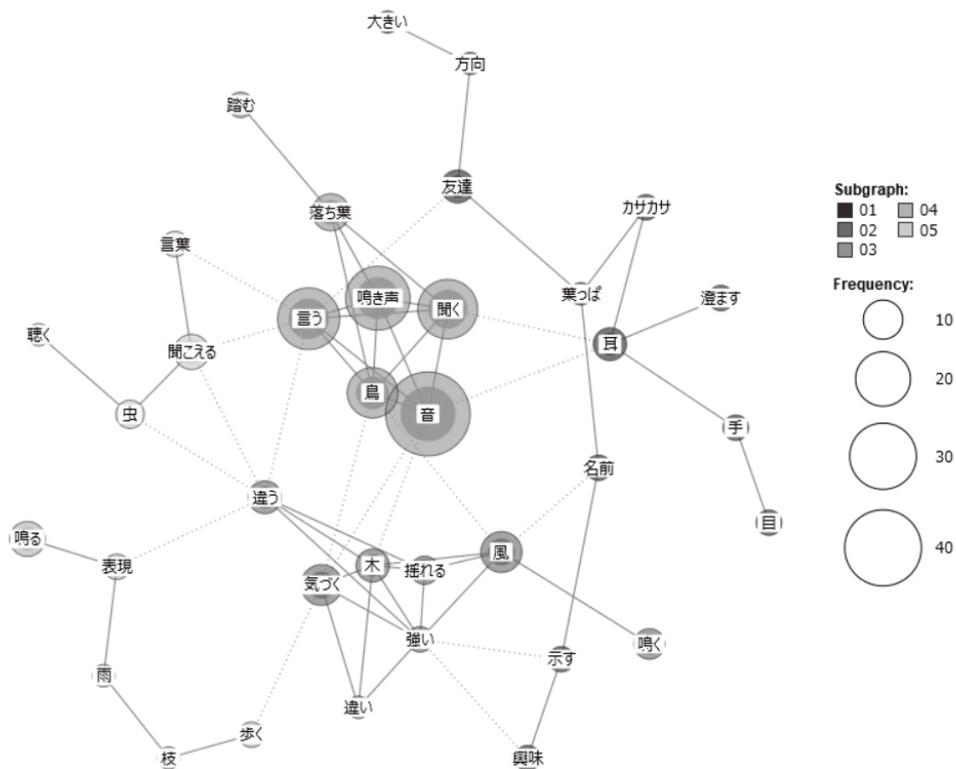 大きい
方向
踏む
友達
落ち葉
カサカサ
言葉
鳴き声
葉っぱ
澄ます
聞く
言う
聴く
聞こえる
耳
鳥
虫
音
手
名前
違う
目
鳴る
風
表現
木
揺れる
気づく
強い
鳴く
示す
雨
違い
歩く
枝
興味
Subgraph:
01 04
02 05
03
Frequency:
10
20
30
40